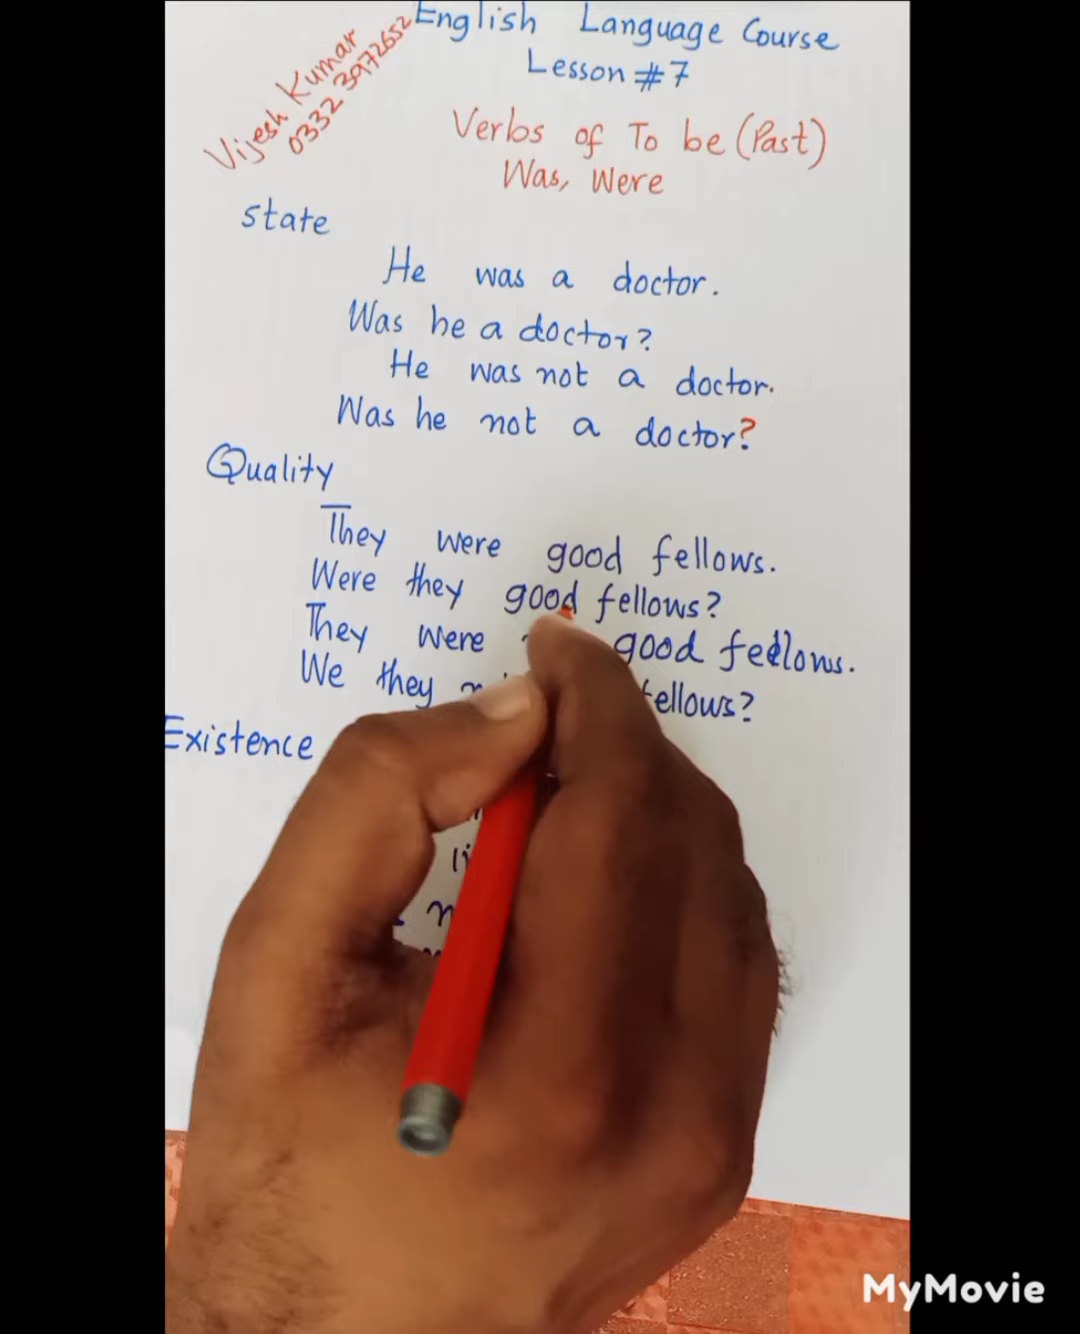 English Language Course
Lesson #7
Vijesh Kumar
0332 3972652
Verbs of To be (Past)
Was, Were
state
He was a doctor.
Was he a doctor?
He was not a doctor.
Was he not a doctor?
Quality
They were good fellows.
Were they good fellows?
They were good fellows.
We they fellows?
Existence
MyMovie